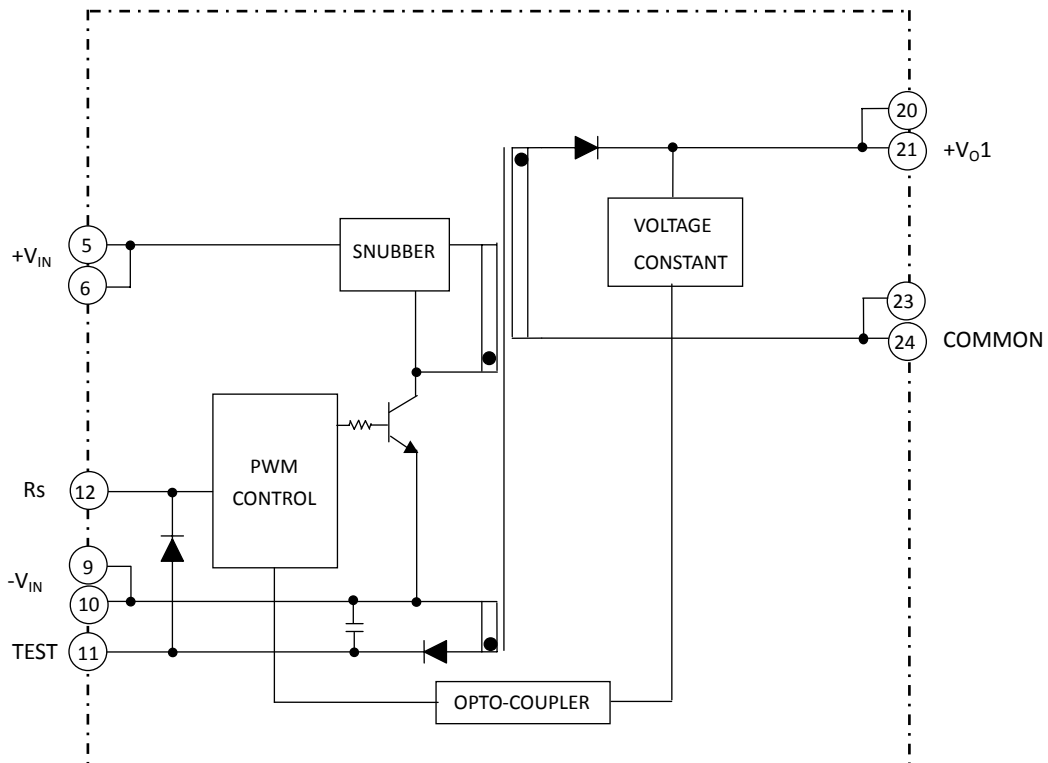 20
21
+VO1
5
+VIN
6
SNUBBER
VOLTAGE
CONSTANT
23
24
COMMON
PWM
CONTROL
Rs
12
9
-VIN
10
TEST
11
OPTO-COUPLER